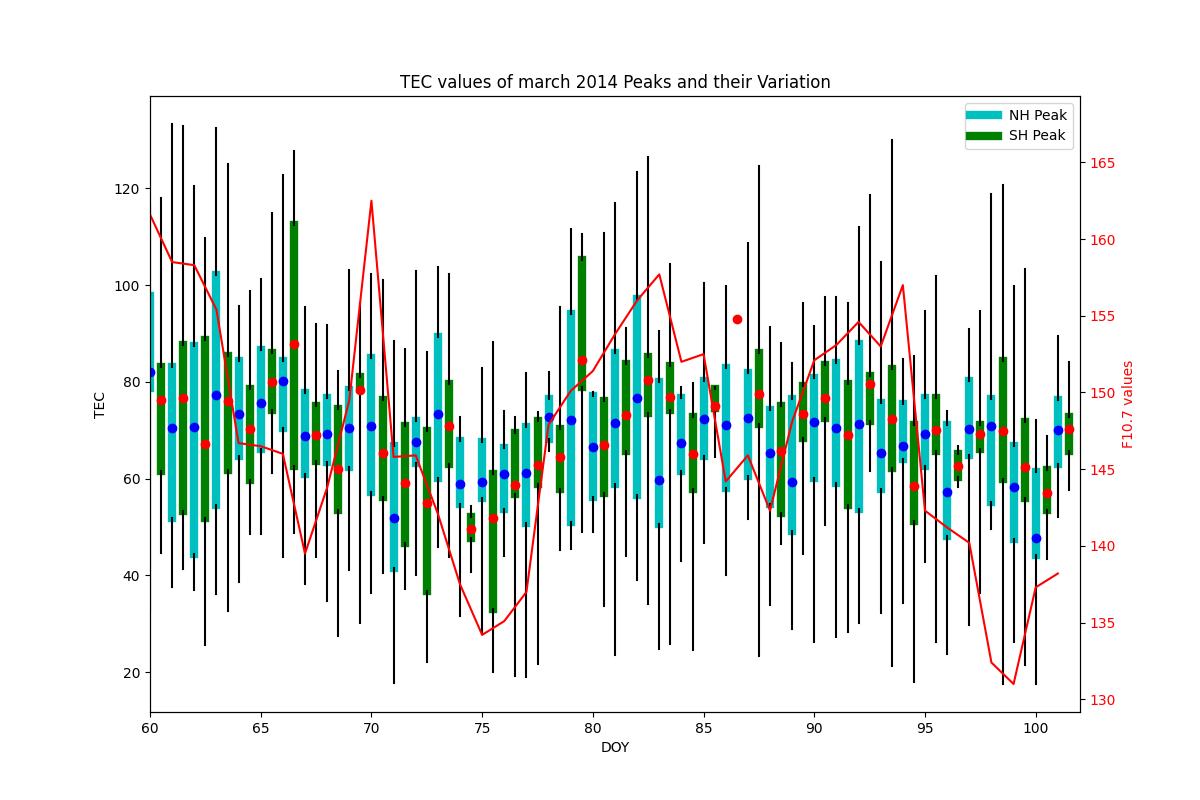 TEC values of march 2014 Peaks and their Variation
NH Peak
SH Peak
120
100
80
60
40
20
TEC
165
160
155
150
145
140
135
130
F10.7 values
60 65 70 75 80 85 90 95 100
DOY